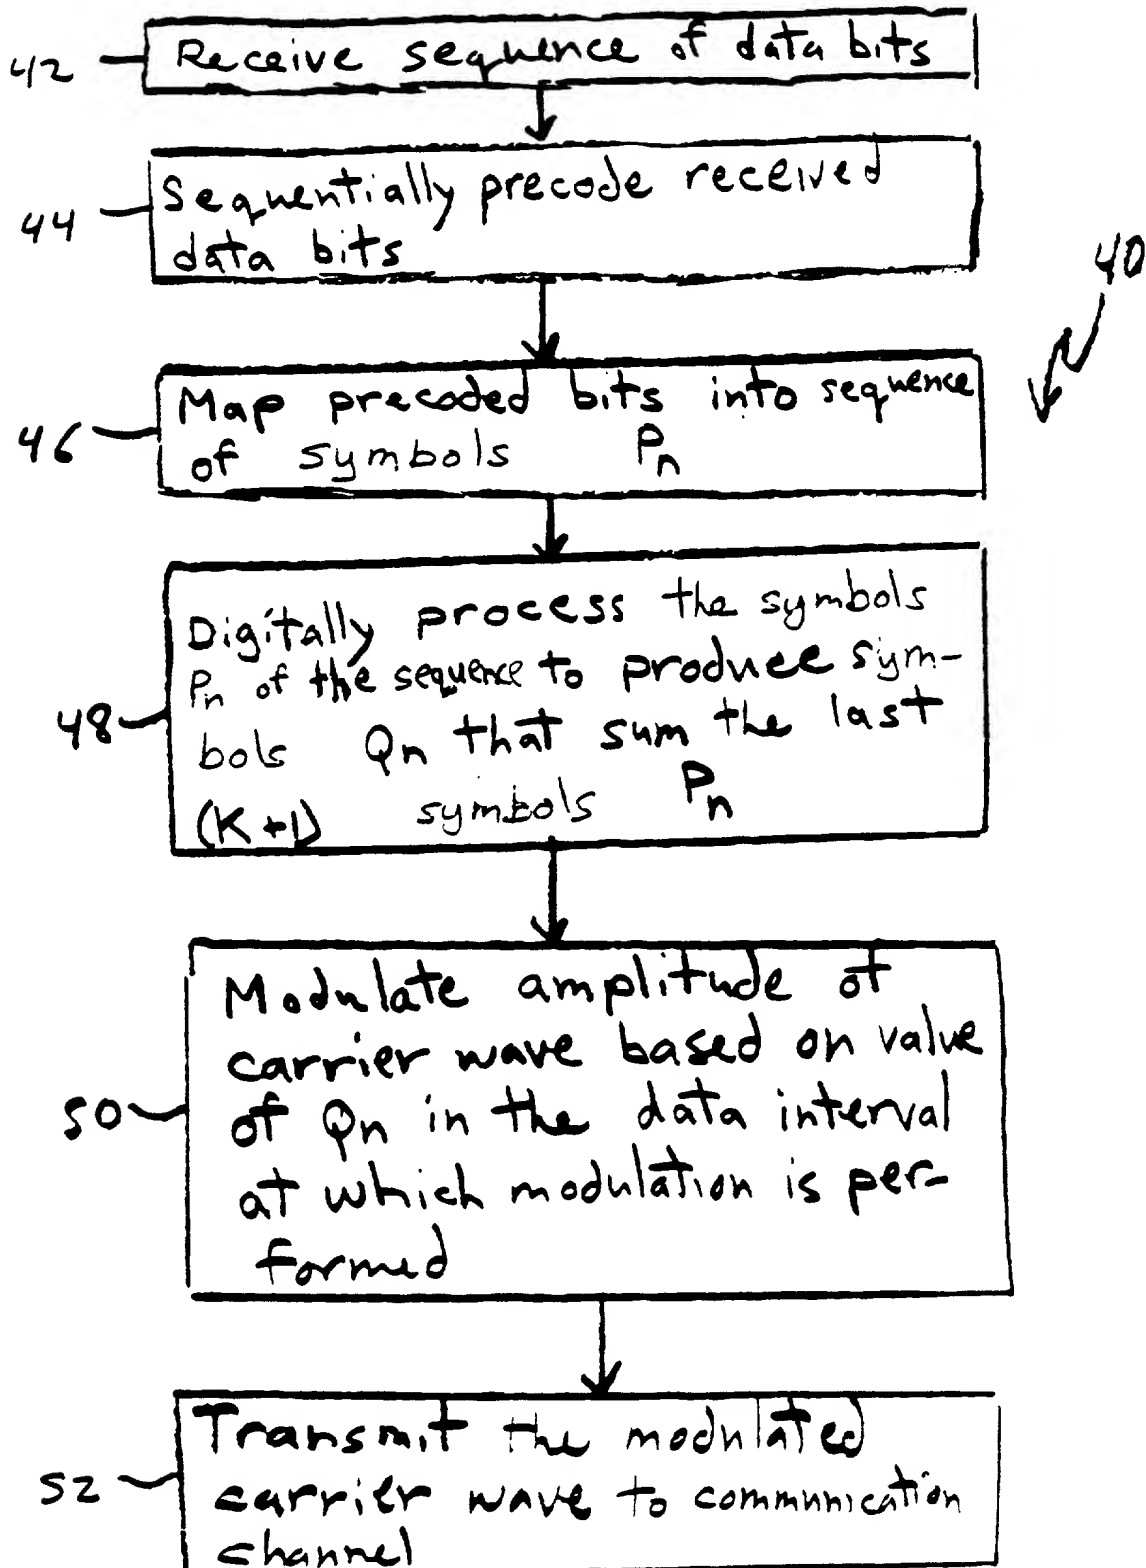 42 Receive sequence of data bits
44 Sequentially precode received
data bits
40
46 Map precoded bits into sequence
of symbols Pn
48 Digitally process the symbols
Pn of the sequence to produce sym-
bols Qn that sum the last
(K+1) symbols Pn
50 Modulate amplitude of
carrier wave based on value
of Qn in the data interval
at which modulation is per-
formed
52 Transmit the modulated
carrier wave to communication
channel